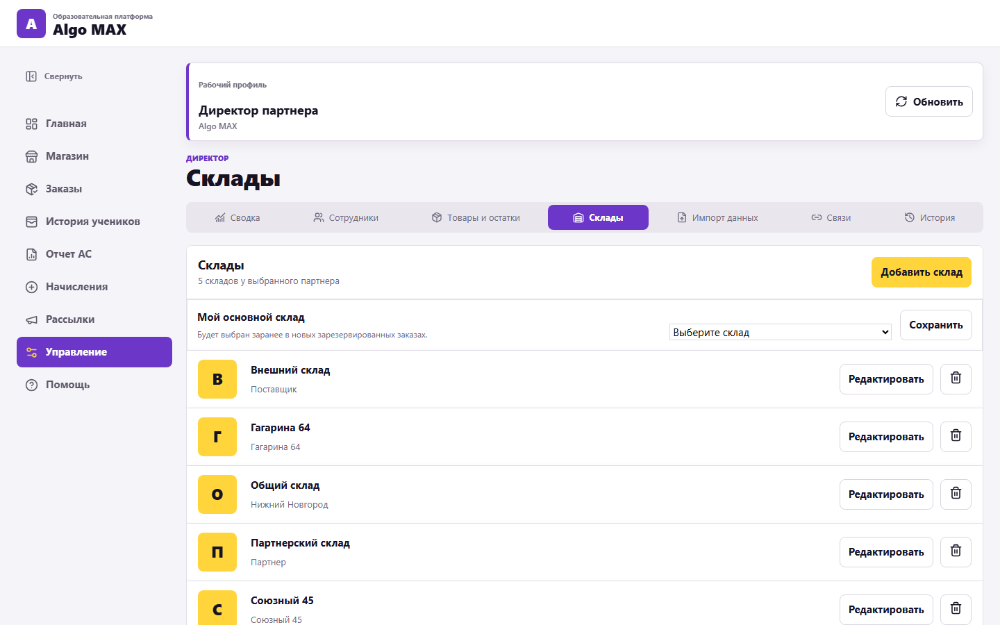 A
Образовательная платформа
Algo MAX
Свернуть
Главная
Магазин
Заказы
История учеников
Отчет АС
Начисления
Рассылки
Управление
Помощь
Рабочий профиль
Директор партнера
Algo MAX
Обновить
ДИРЕКТОР
Склады
Сводка
Сотрудники
Товары и остатки
Склады
Импорт данных
Связи
История
Склады
5 складов у выбранного партнера
Добавить склад
Мой основной склад
Будет выбран заранее в новых зарезервированных заказах.
Выберите склад
Сохранить
В
Внешний склад
Поставщик
Редактировать
Г
Гагарина 64
Гагарина 64
Редактировать
О
Общий склад
Нижний Новгород
Редактировать
П
Партнерский склад
Партнер
Редактировать
С
Союзный 45
Союзный 45
Редактировать